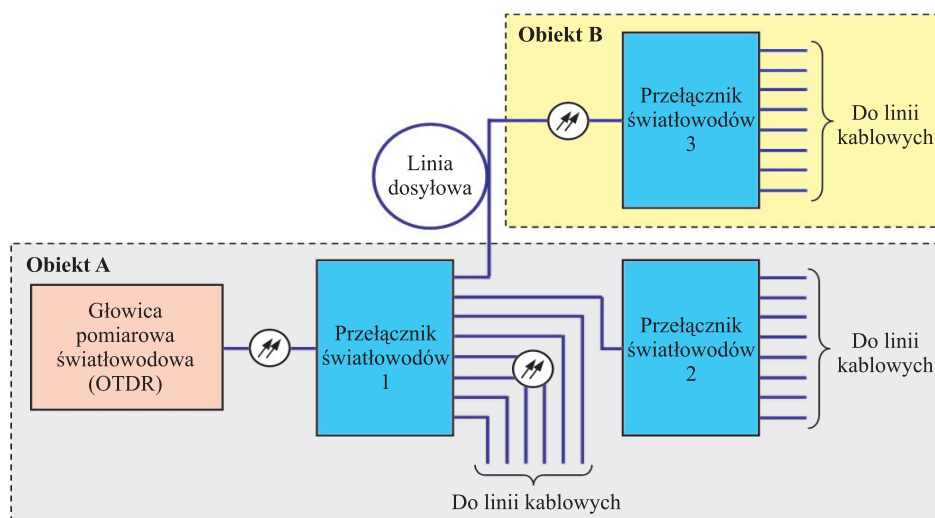 Obiekt B
Przełącznik
światłowodów
3
Do linii
kablowych
Linia
dosyłowa
Obiekt A
Głowica
pomiarowa
światłowodowa
(OTDR)
Przełącznik
światłowodów
1
Przełącznik
światłowodów
2
Do linii
kablowych
Do linii kablowych